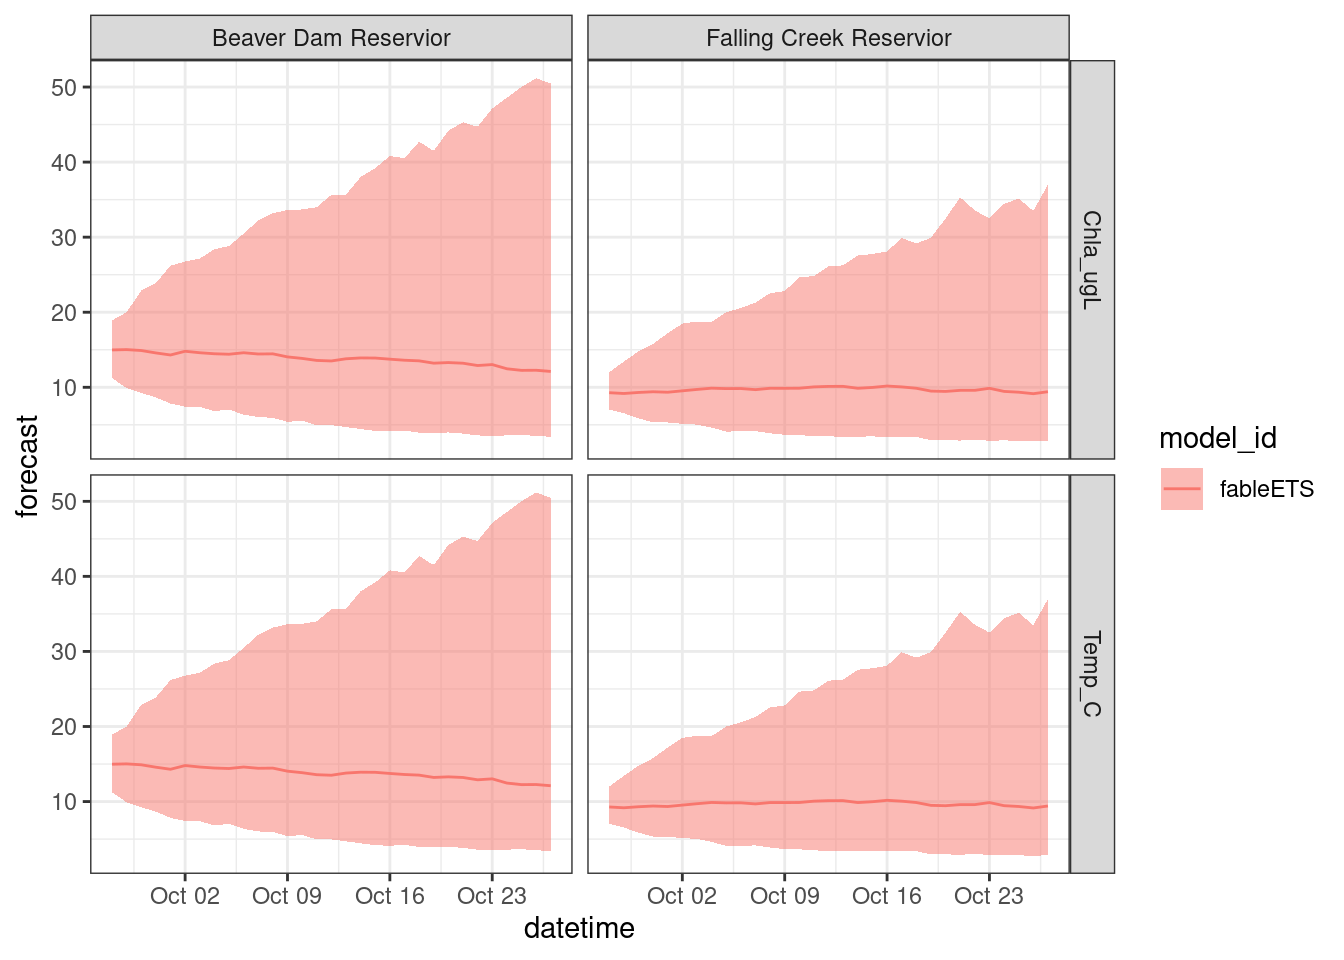 Beaver Dam Reservior
Falling Creek Reservior
50
40
30
20
10
Chla_ugL
50
40
30
20
10
Temp_C
forecast
Oct 02
Oct 09
Oct 16
Oct 23
Oct 02
Oct 09
Oct 16
Oct 23
datetime
model_id
fableETS